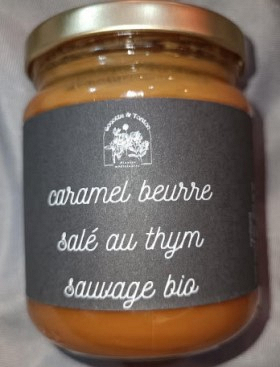 caramel beurre
salé au thym
sauvage bio